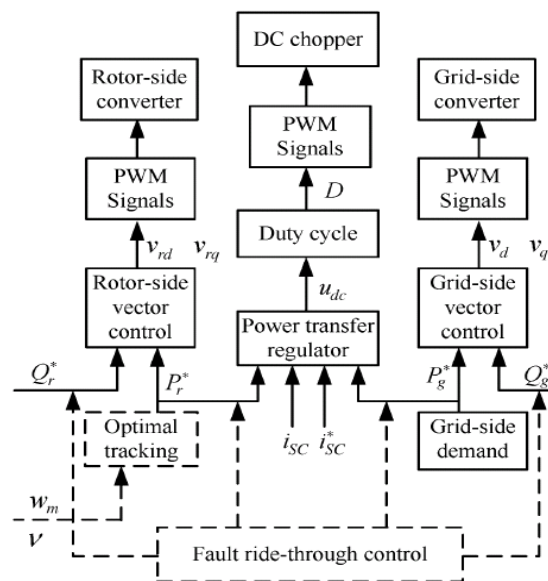 DC chopper
Rotor-side
converter
Grid-side
converter
PWM
Signals
PWM
Signals
PWM
Signals
D
Duty cycle
v_rd v_rq
v_d v_q
Rotor-side
vector
control
u_dc
Grid-side
vector
control
Power transfer
regulator
Q_r^*
P_r^*
P_g^*
Q_g^*
Optimal
tracking
i_SC i_SC^*
Grid-side
demand
w_m
v
Fault ride-through control